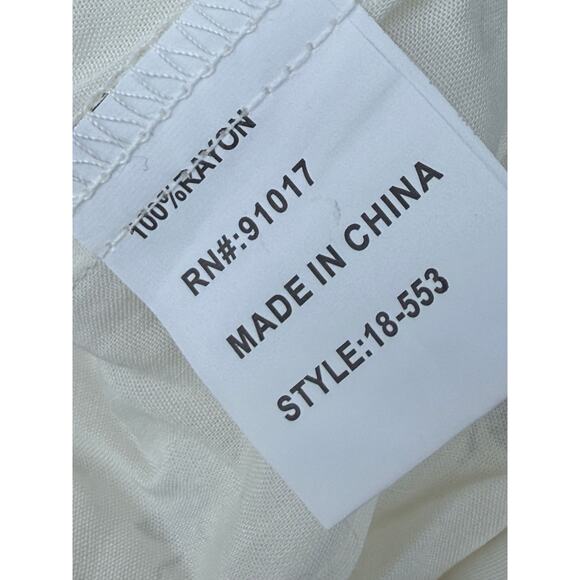 100%RAYON
RN#:91017
MADE IN CHINA
STYLE:18-553